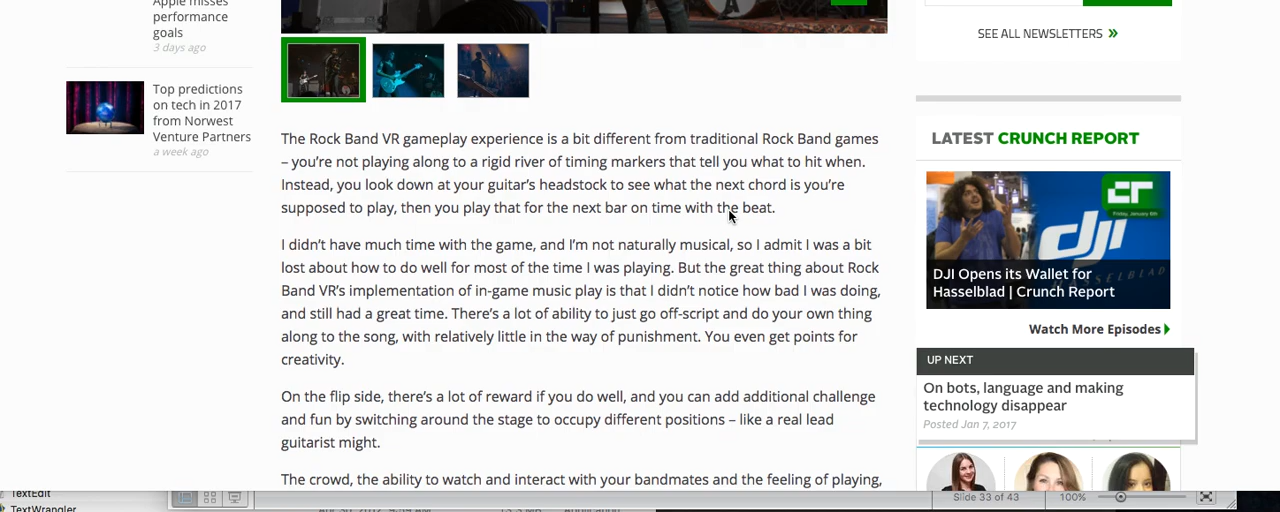 Apple misses
performance
goals
3 days ago
Top predictions
on tech in 2017
from Norwest
Venture Partners
a week ago
The Rock Band VR gameplay experience is a bit different from traditional Rock Band games
– you’re not playing along to a rigid river of timing markers that tell you what to hit when.
Instead, you look down at your guitar’s headstock to see what the next chord is you’re
supposed to play, then you play that for the next bar on time with the beat.
I didn’t have much time with the game, and I’m not naturally musical, so I admit I was a bit
lost about how to do well for most of the time I was playing. But the great thing about Rock
Band VR’s implementation of in-game music play is that I didn’t notice how bad I was doing,
and still had a great time. There’s a lot of ability to just go off-script and do your own thing
along to the song, with relatively little in the way of punishment. You even get points for
creativity.
On the flip side, there’s a lot of reward if you do well, and you can add additional challenge
and fun by switching around the stage to occupy different positions – like a real lead
guitarist might.
The crowd, the ability to watch and interact with your bandmates and the feeling of playing,
SEE ALL NEWSLETTERS »
LATEST CRUNCH REPORT
Friday, January 6th
dji
HASSELBLAD
DJI Opens its Wallet for
Hasselblad | Crunch Report
Watch More Episodes
UP NEXT
On bots, language and making
technology disappear
Posted Jan 7, 2017
TextEdit
TextWrangler
Slide 33 of 43
100%